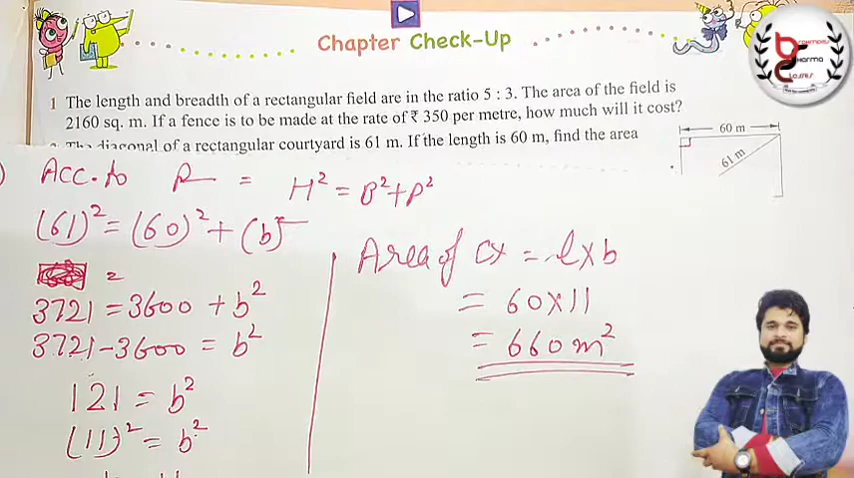 Chapter Check-Up
1 The length and breadth of a rectangular field are in the ratio 5 : 3. The area of the field is
2160 sq. m. If a fence is to be made at the rate of ₹ 350 per metre, how much will it cost?
diagonal of a rectangular courtyard is 61 m. If the length is 60 m, find the area
60 m
61 m
Acc. to R = H² = B² + P²
(61)² = (60)² + (b)²
=
3721 = 3600 + b²
3721 - 3600 = b²
121 = b²
(11)² = b²
Area of = l × b
= 60 × 11
= 660 m²
Classes